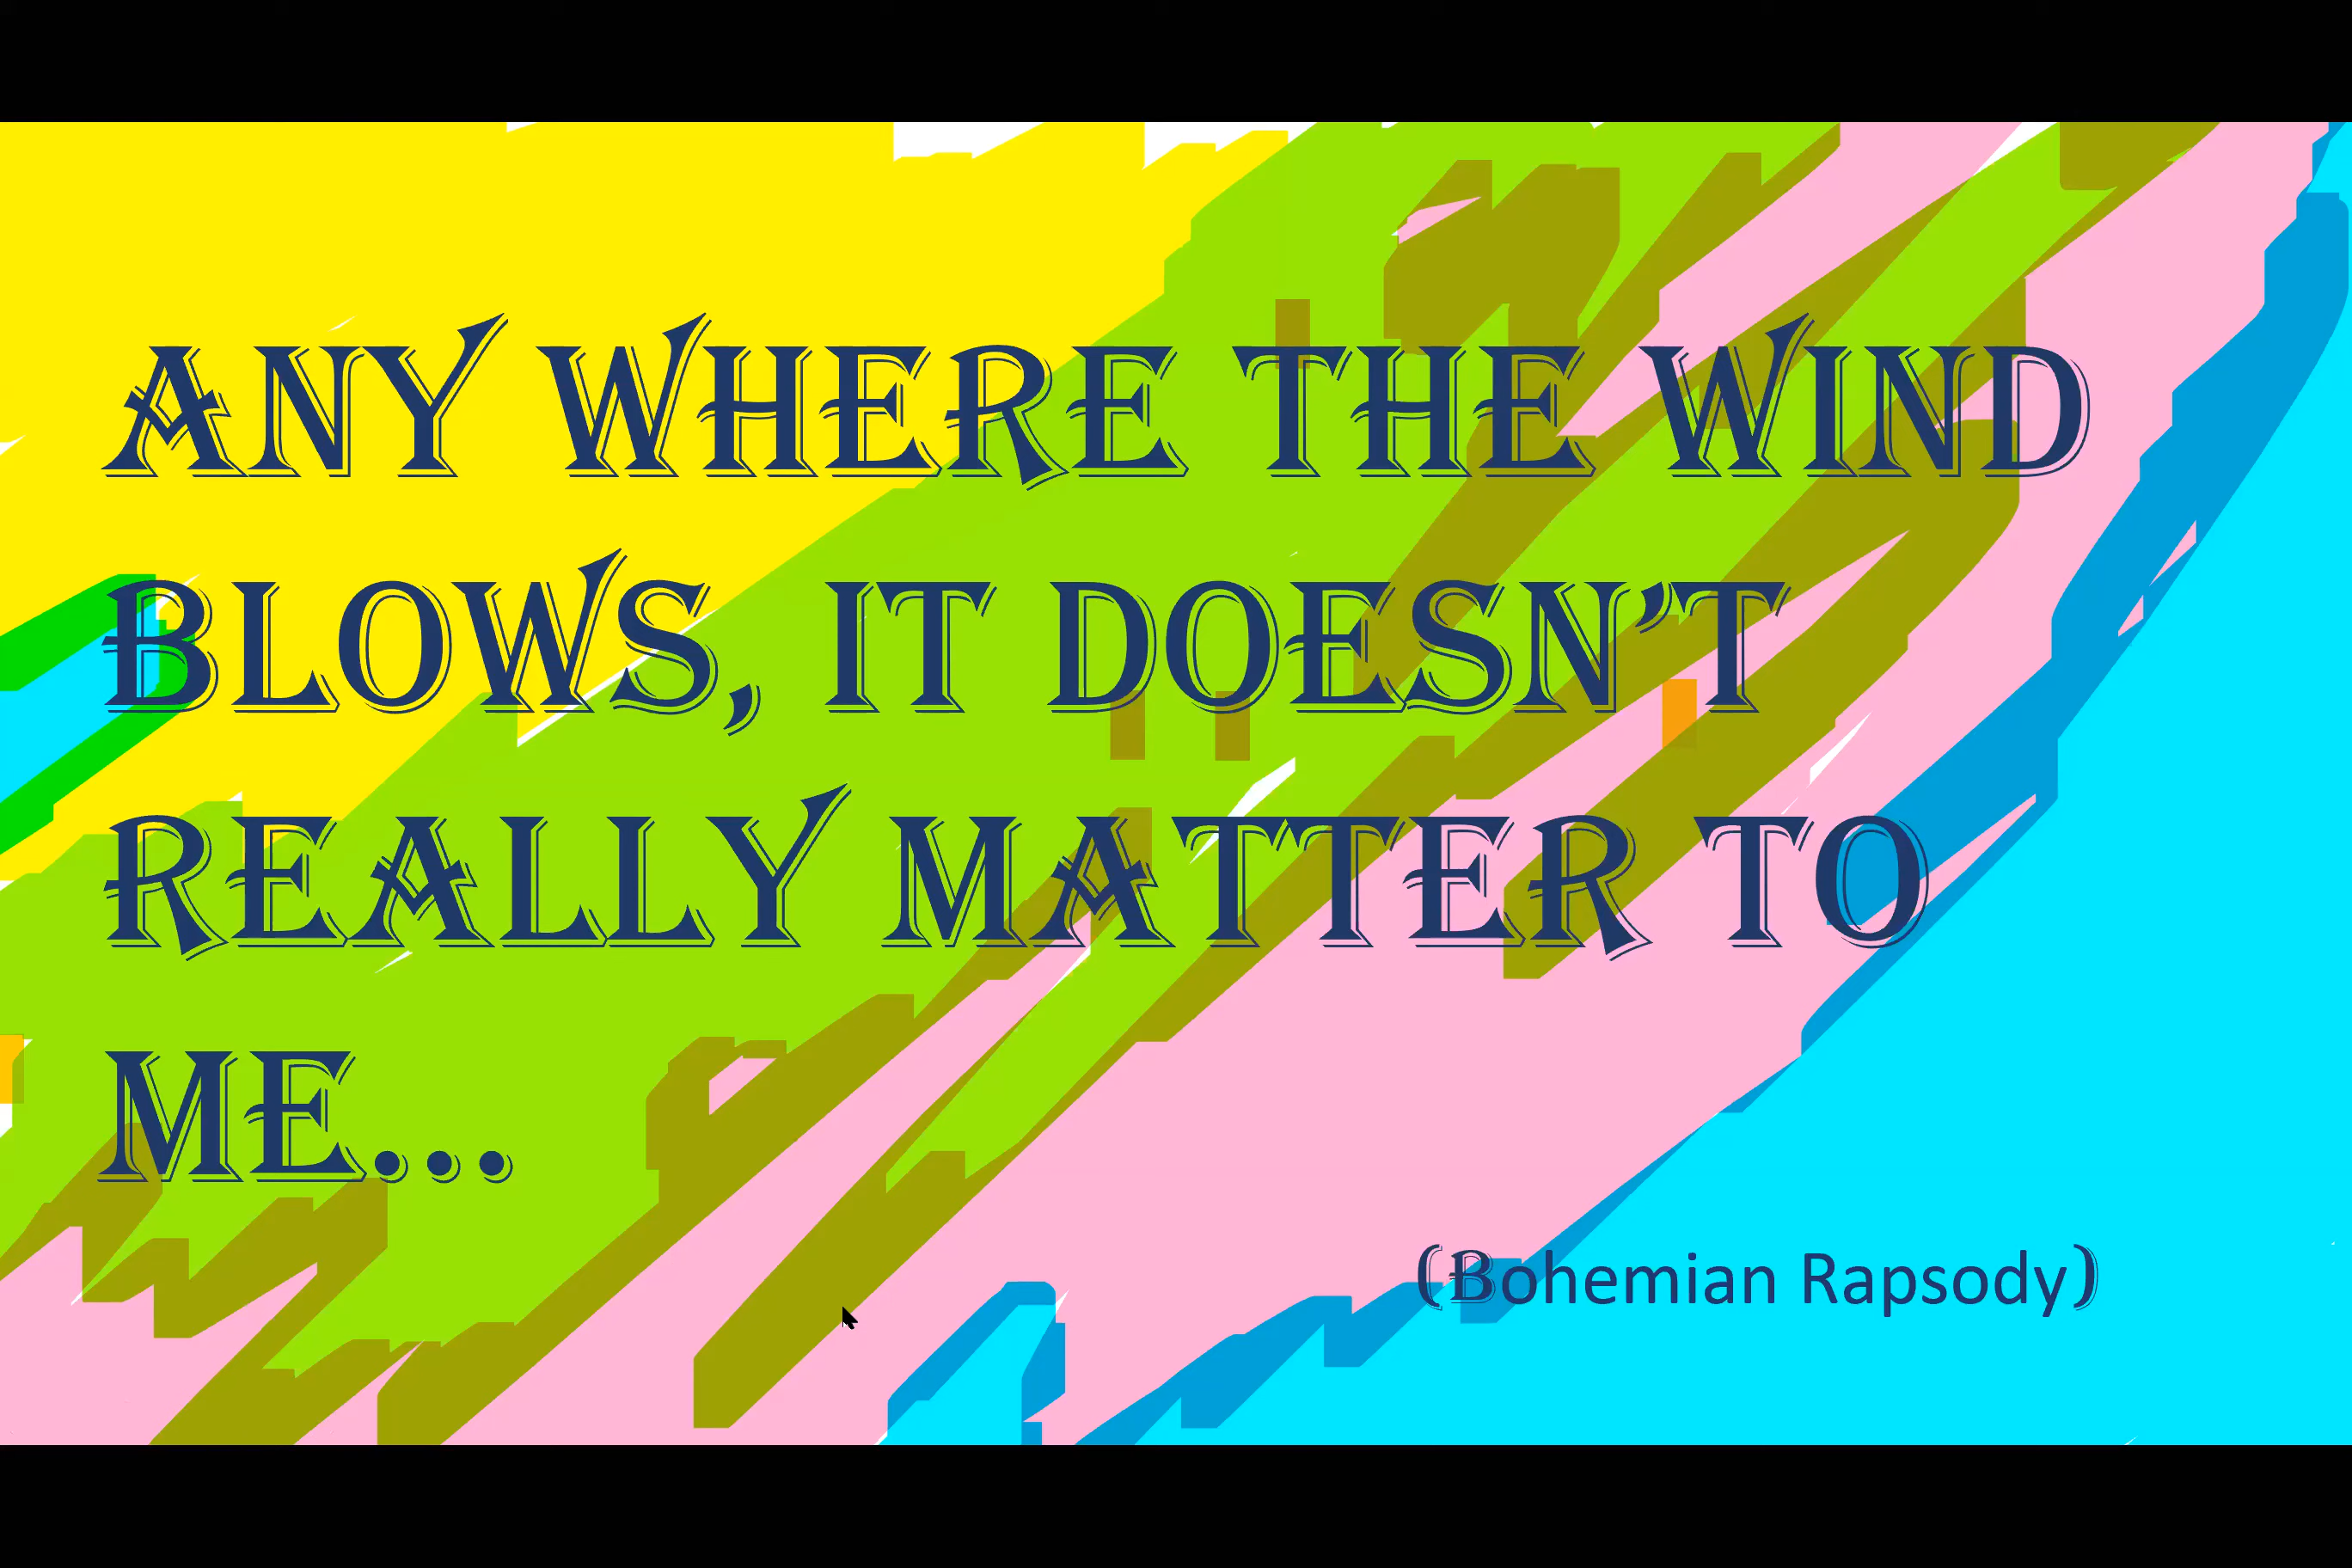 ANY WHERE THE WIND
BLOWS, IT DOESN'T
REALLY MATTER TO
ME...
(Bohemian Rapsody)